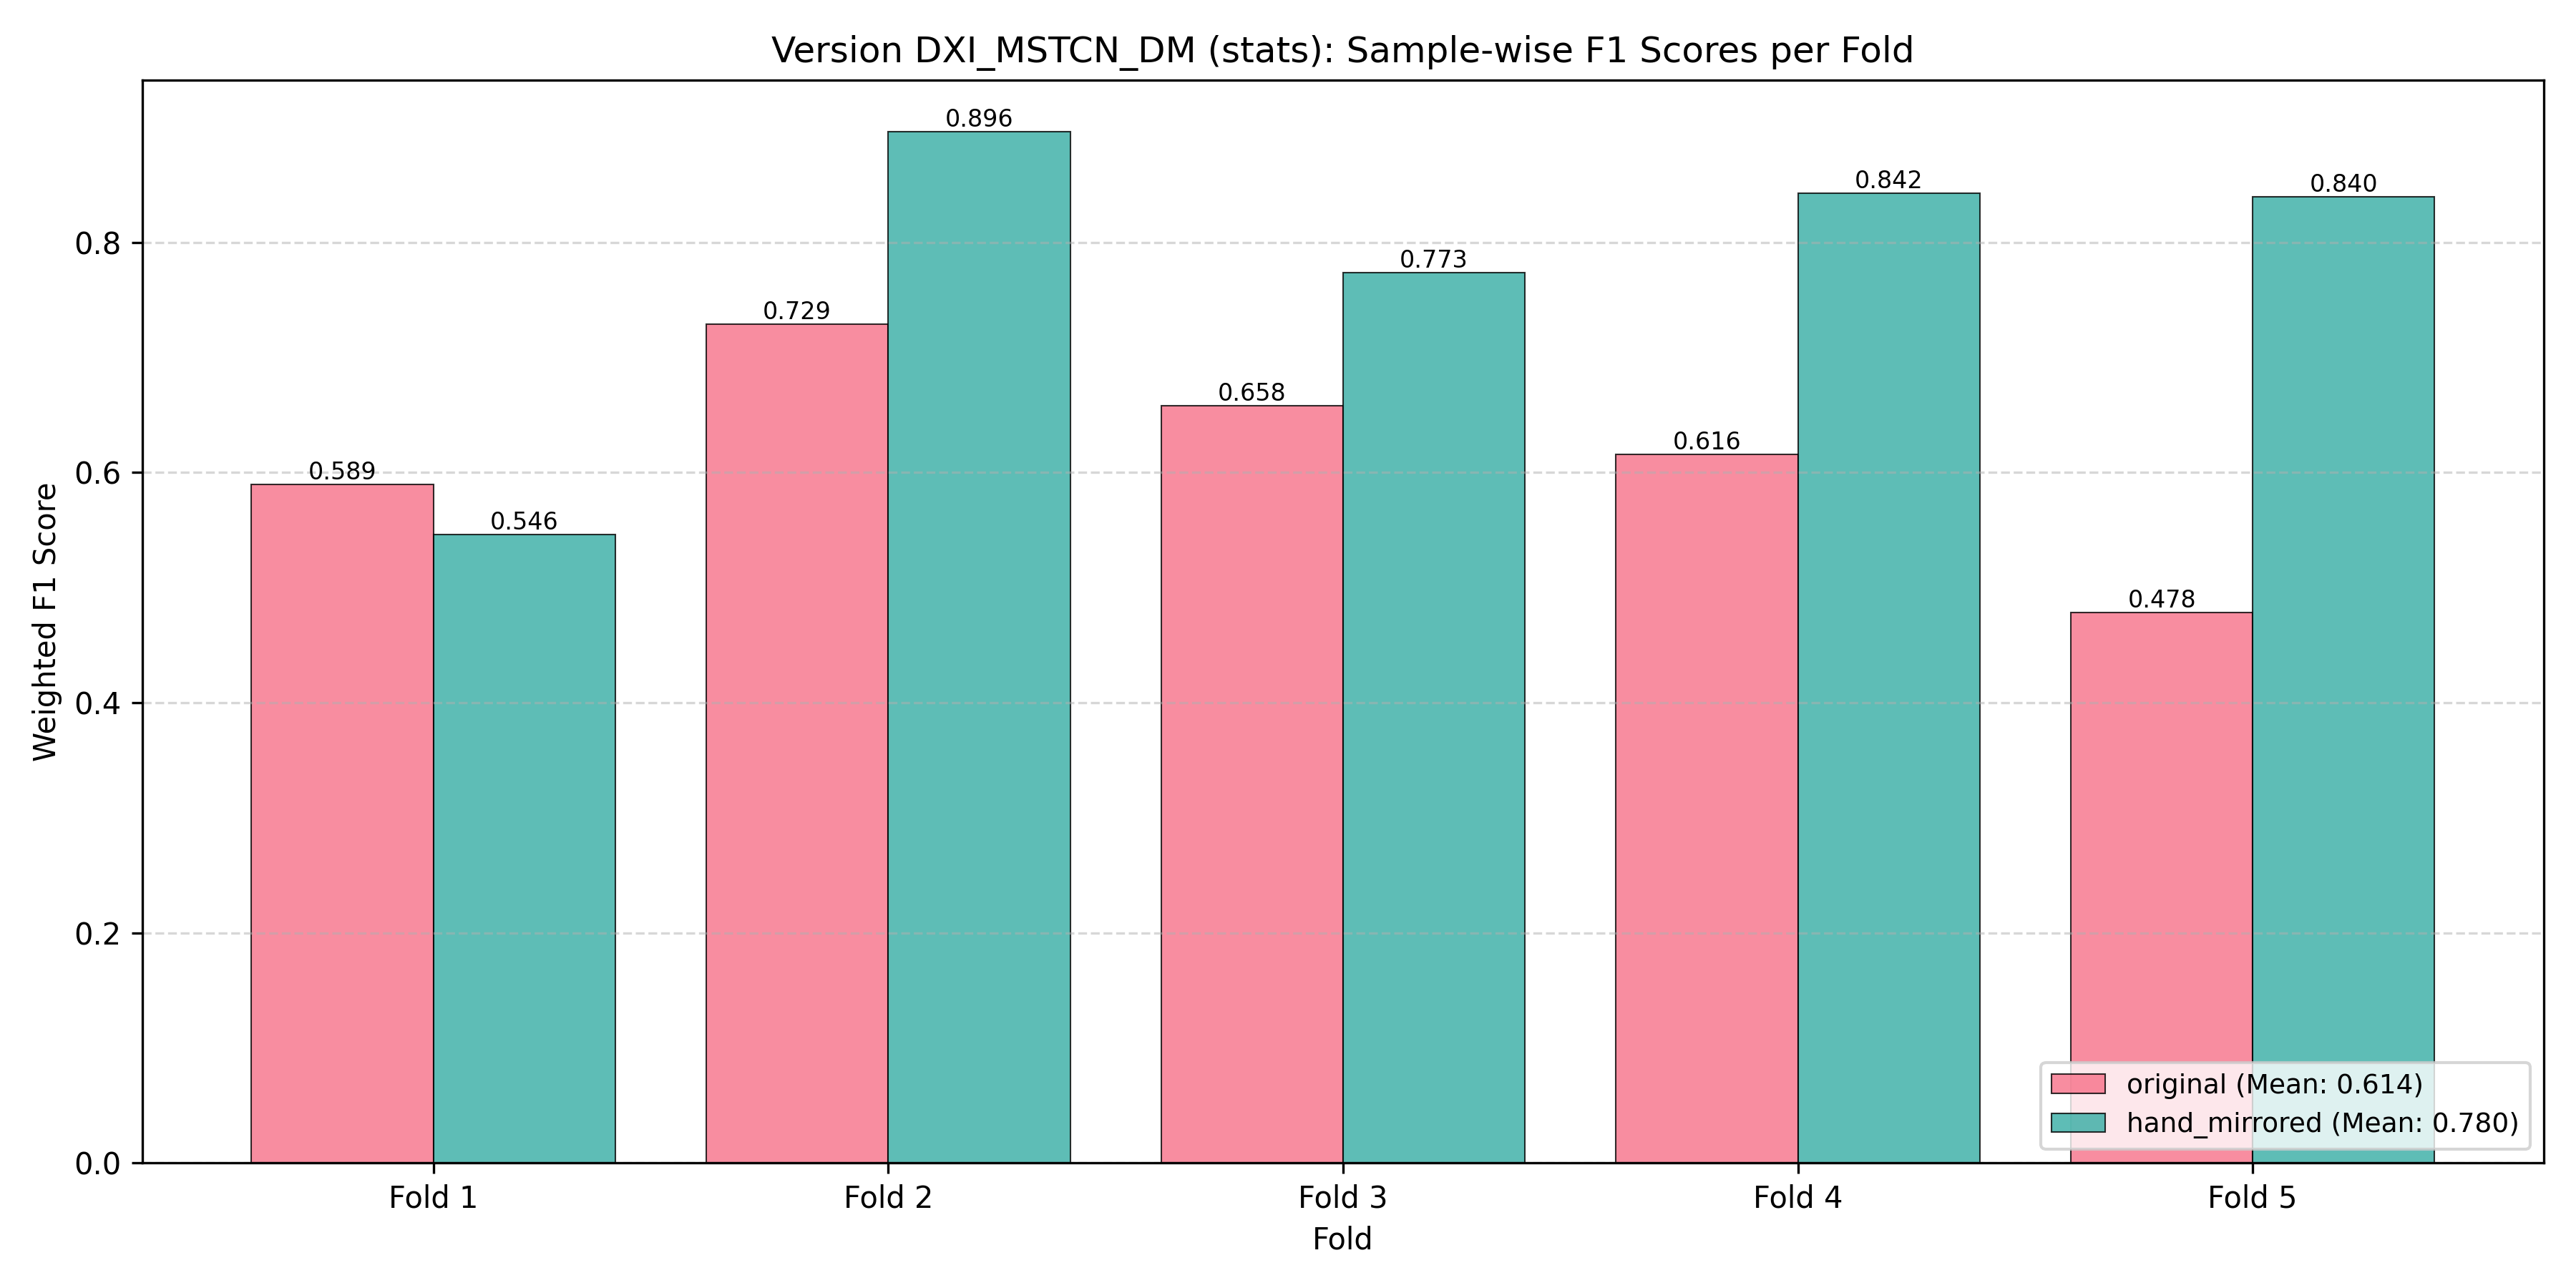 Version DXI_MSTCN_DM (stats): Sample-wise F1 Scores per Fold
Weighted F1 Score
0.8
0.6
0.4
0.2
0.0
0.589
0.546
0.729
0.896
0.658
0.773
0.616
0.842
0.478
0.840
original (Mean: 0.614)
hand_mirrored (Mean: 0.780)
Fold 1
Fold 2
Fold 3
Fold 4
Fold 5
Fold